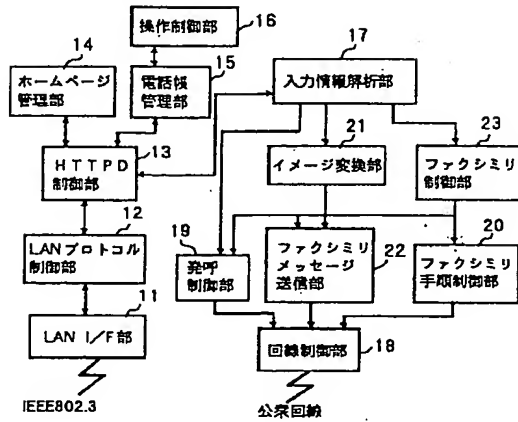 操作制御部
16
14
15
17
ホームページ
管理部
電話帳
管理部
入力情報解析部
21
23
HTTPD
制御部
13
イメージ変換部
ファクシミリ
制御部
12
19
20
LANプロトコル
制御部
発呼
制御部
ファクシミリ
メッセージ
送信部
22
ファクシミリ
手順制御部
11
LAN I/F部
回線制御部
18
IEEE802.3
公衆回線